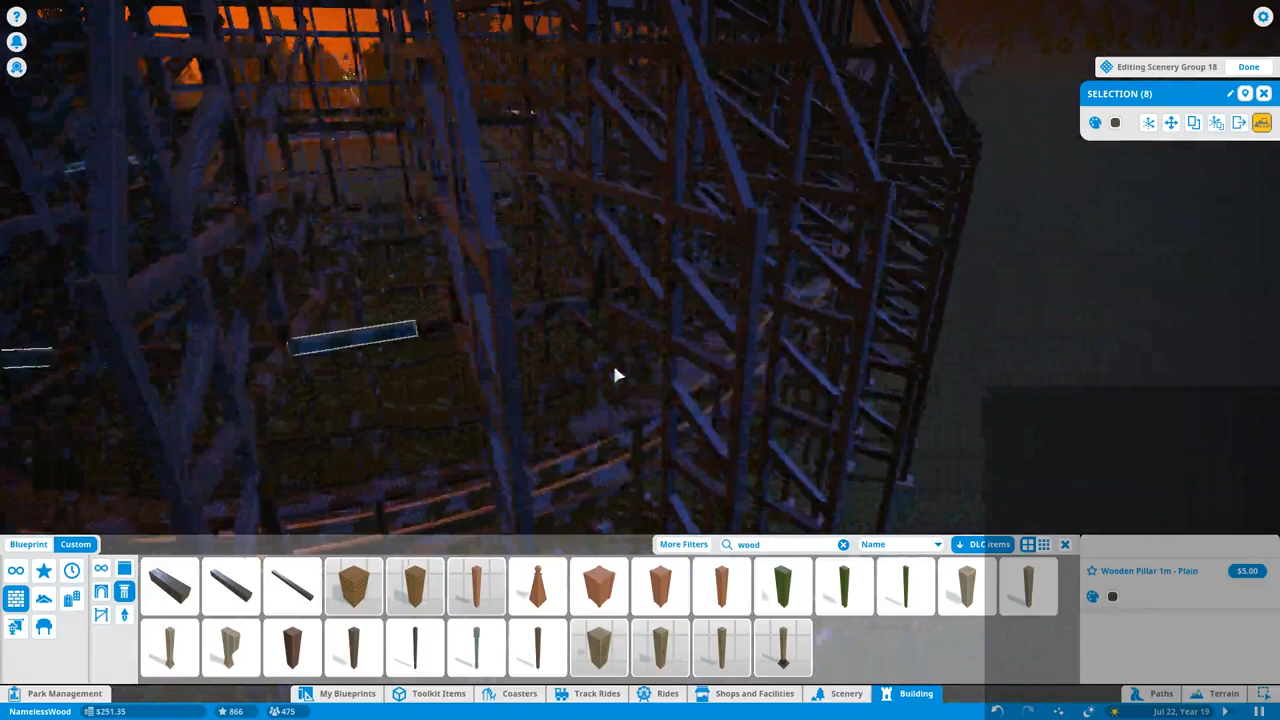 Editing Scenery Group 18 Done
SELECTION (8)
Blueprint Custom More Filters wood Name DLC items
Wooden Pillar 1m - Plain $5.00
Park Management My Blueprints Toolkit Items Coasters Track Rides Rides Shops and Facilities Scenery Building Paths Terrain
NamelessWood $251.35 866 475 Jul 22, Year 19